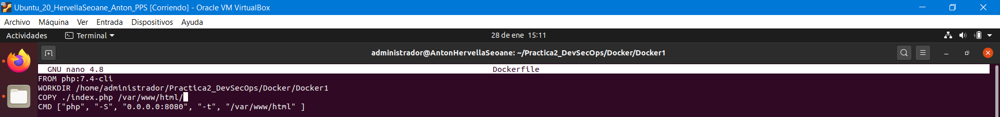 Ubuntu_20_HervellaSeoane_Anton_PPS [Corriendo] - Oracle VM VirtualBox
Archivo Máquina Ver Entrada Dispositivos Ayuda
Actividades Terminal 28 de ene 15:11
administrador@AntonHervellaSeoane: ~/Practica2_DevSecOps/Docker/Docker1
GNU nano 4.8 Dockerfile
FROM php:7.4-cli
WORKDIR /home/administrador/Practica2_DevSecOps/Docker/Docker1
COPY ./index.php /var/www/html/
CMD ["php", "-S", "0.0.0.0:8080", "-t", "/var/www/html" ]